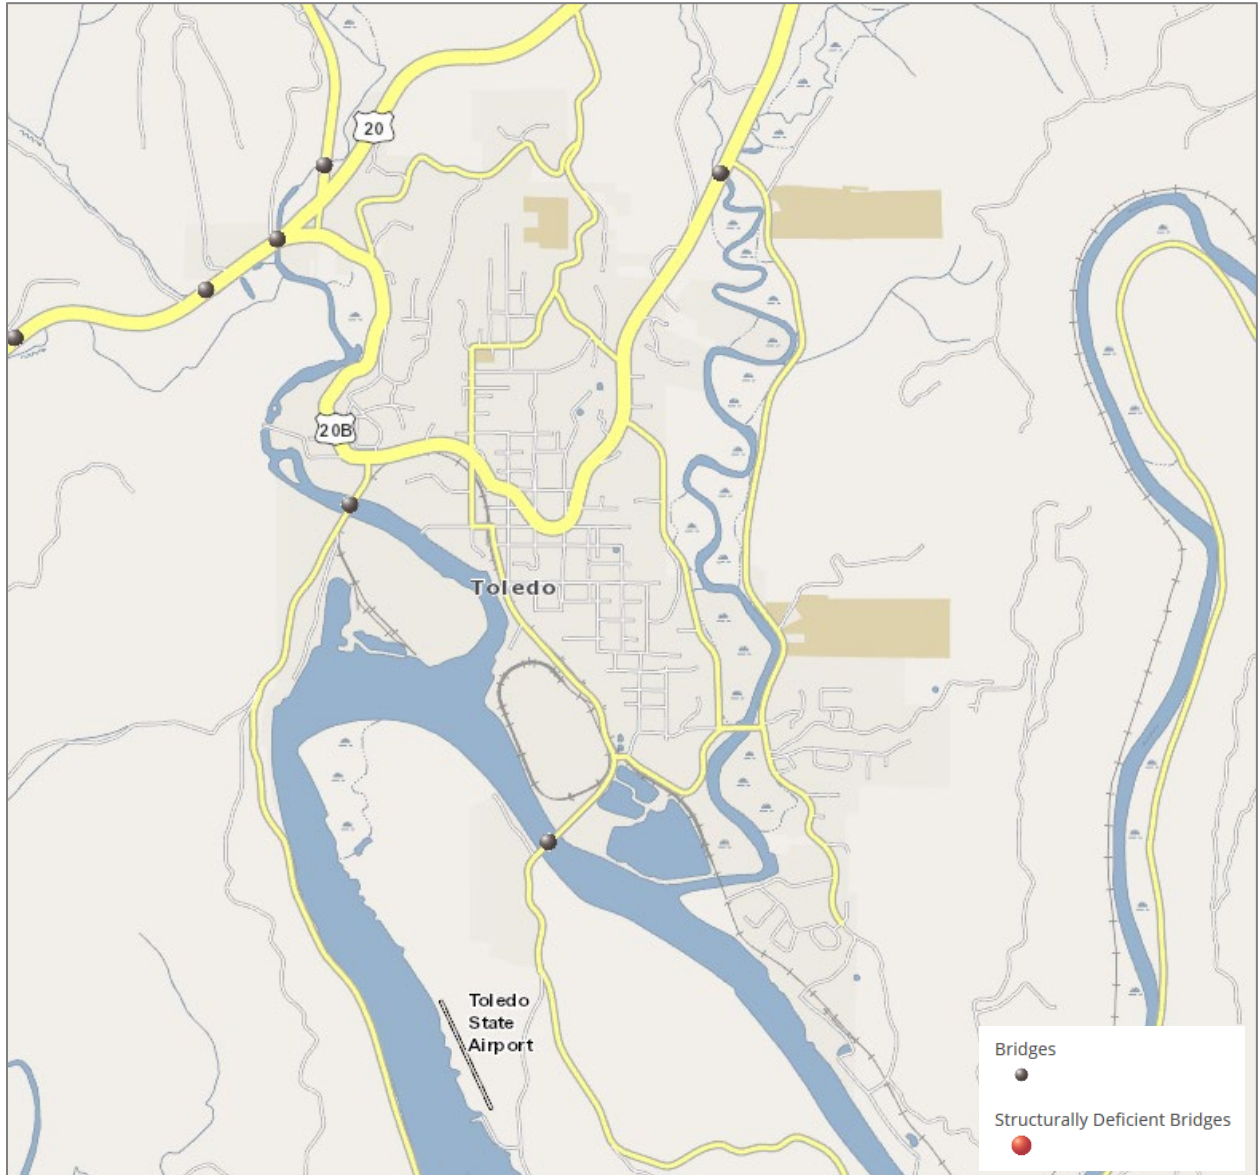 20
20B
Toledo
Toledo
State
Airport
Bridges
Structurally Deficient Bridges